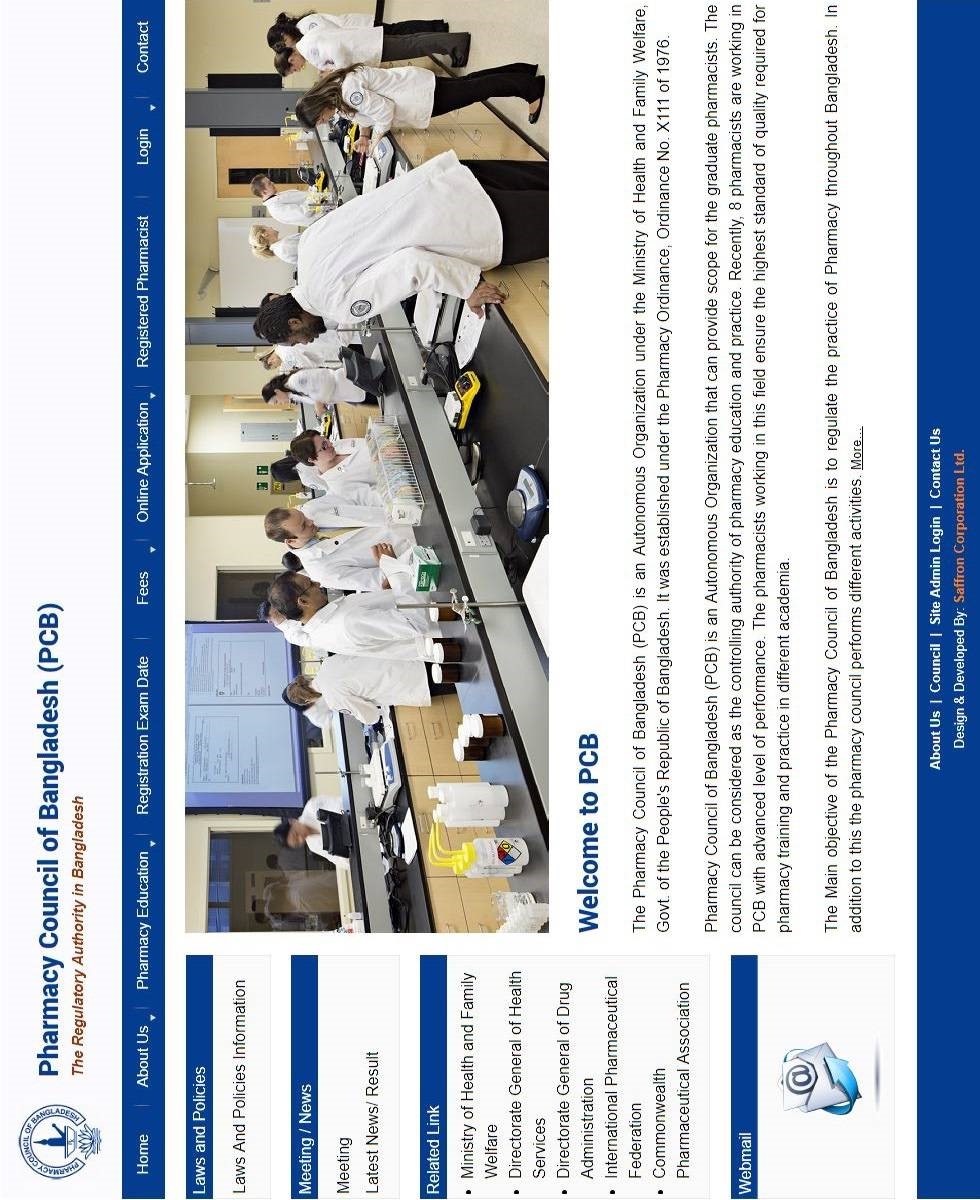 PHARMACY COUNCIL OF BANGLADESH
Pharmacy Council of Bangladesh (PCB)
The Regulatory Authority in Bangladesh
Home About Us Pharmacy Education Registration Exam Date Fees Online Application Registered Pharmacist Login Contact
Laws and Policies
Laws And Policies Information
Meeting / News
Meeting
Latest News/ Result
Related Link
Ministry of Health and Family
Welfare
Directorate General of Health
Services
Directorate General of Drug
Administration
International Pharmaceutical
Federation
Commonwealth
Pharmaceutical Association
Webmail
@
Welcome to PCB
The Pharmacy Council of Bangladesh (PCB) is an Autonomous Organization under the Ministry of Health and Family Welfare,
Govt. of the People's Republic of Bangladesh. It was established under the Pharmacy Ordinance, Ordinance No. X111 of 1976.
Pharmacy Council of Bangladesh (PCB) is an Autonomous Organization that can provide scope for the graduate pharmacists. The
council can be considered as the controlling authority of pharmacy education and practice. Recently, 8 pharmacists are working in
PCB with advanced level of performance. The pharmacists working in this field ensure the highest standard of quality required for
pharmacy training and practice in different academia.
The Main objective of the Pharmacy Council of Bangladesh is to regulate the practice of Pharmacy throughout Bangladesh. In
addition to this the pharmacy council performs different activities. More...
About Us | Council | Site Admin Login | Contact Us
Design & Developed By: Saffron Corporation Ltd.